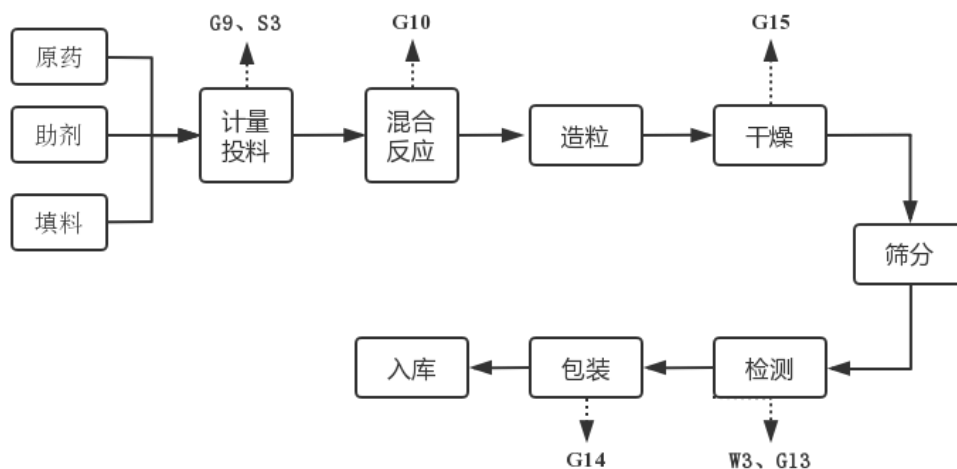 G9、S3
G10
G15
原药
助剂
填料
计量
投料
混合
反应
造粒
干燥
筛分
入库
包装
检测
G14
W3、G13